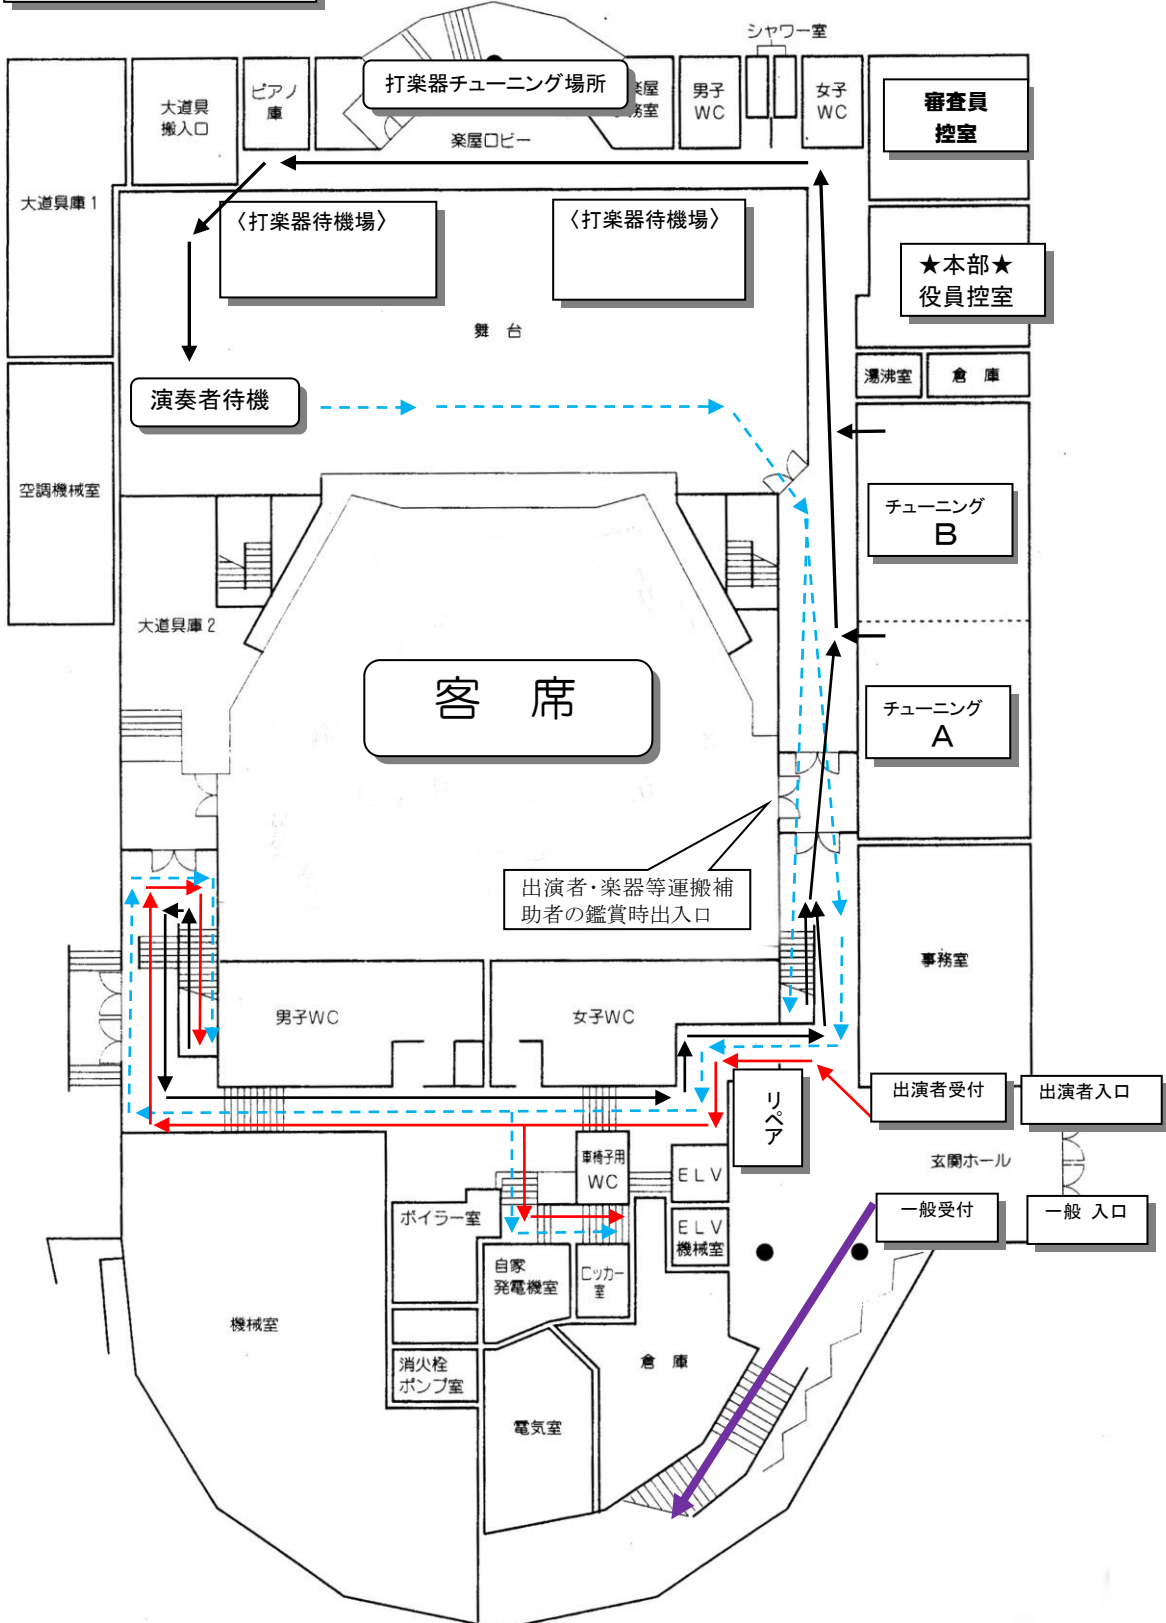 シャワー室
大道具
搬入口
ピアノ
庫
打楽器チューニング場所
楽屋
務室
男子
WC
女子
WC
審査員
控室
楽屋ロビー
大道具庫1
〈打楽器待機場〉
〈打楽器待機場〉
★本部★
役員控室
舞 台
湯沸室
倉 庫
演奏者待機
空調機械室
チューニング
B
大道具庫2
客 席
チューニング
A
出演者・楽器等運搬補
助者の鑑賞時出入口
事務室
男子WC
女子WC
リペア
出演者受付
出演者入口
車椅子用
WC
ELV
玄関ホール
ボイラー室
一般受付
一般 入口
ELV
機械室
自家
発電機室
ロッカー
室
機械室
消火栓
ポンプ室
倉 庫
電気室